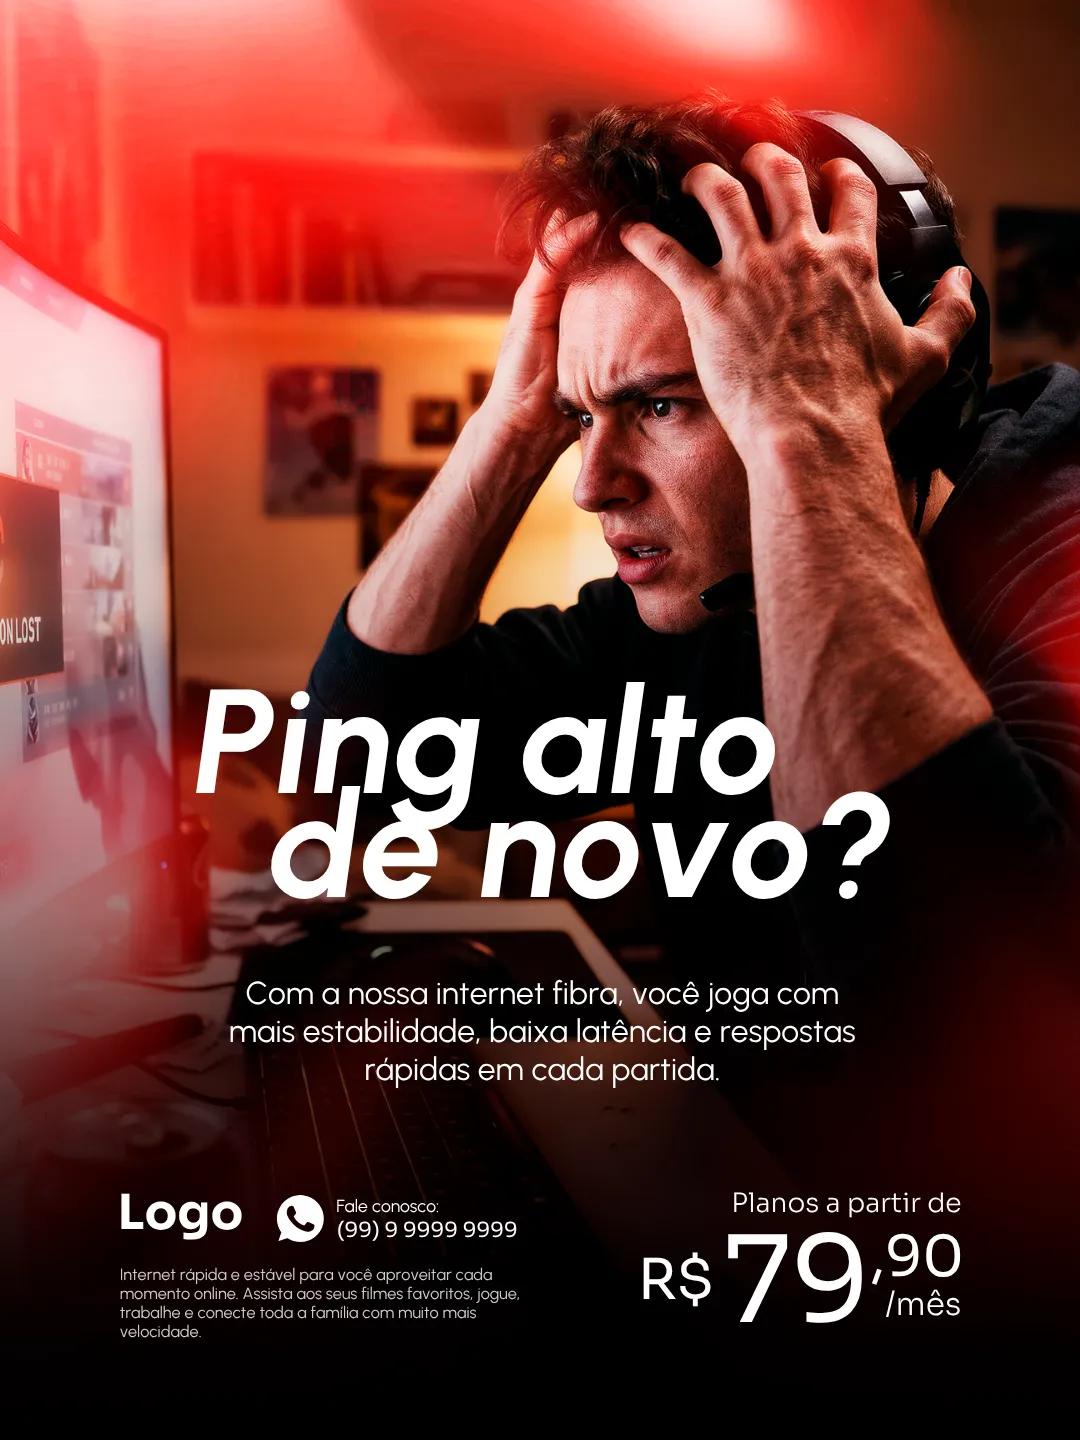 ON LOST
Ping alto
de novo?
Com a nossa internet fibra, você joga com
mais estabilidade, baixa latência e respostas
rápidas em cada partida.
Logo
Fale conosco:
(99) 9 9999 9999
Internet rápida e estável para você aproveitar cada
momento online. Assista aos seus filmes favoritos, jogue,
trabalhe e conecte toda a família com muito mais
velocidade.
Planos a partir de
R$ 79,90
/mês